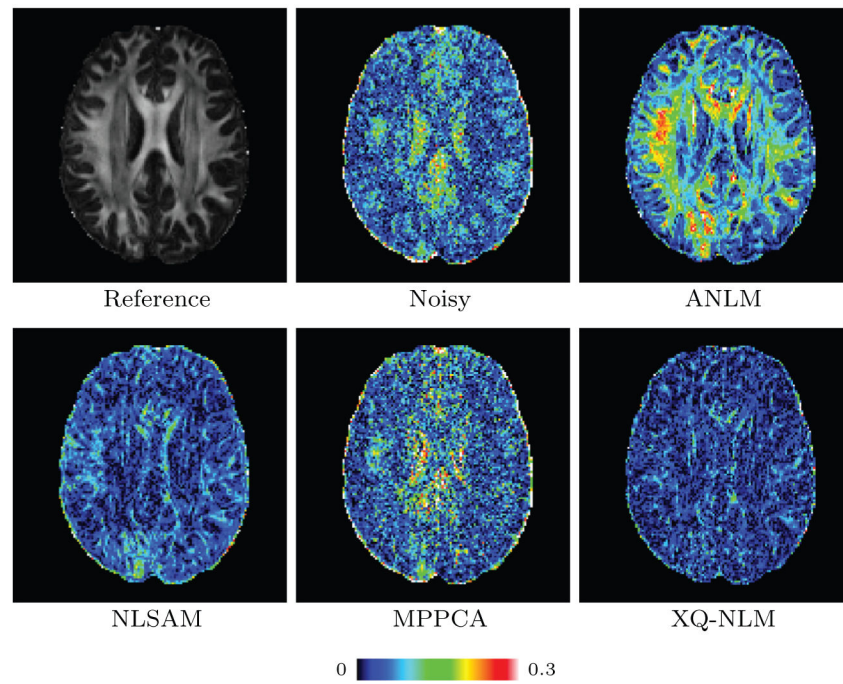 Reference
Noisy
ANLM
NLSAM
MPPCA
XQ-NLM
0
0.3